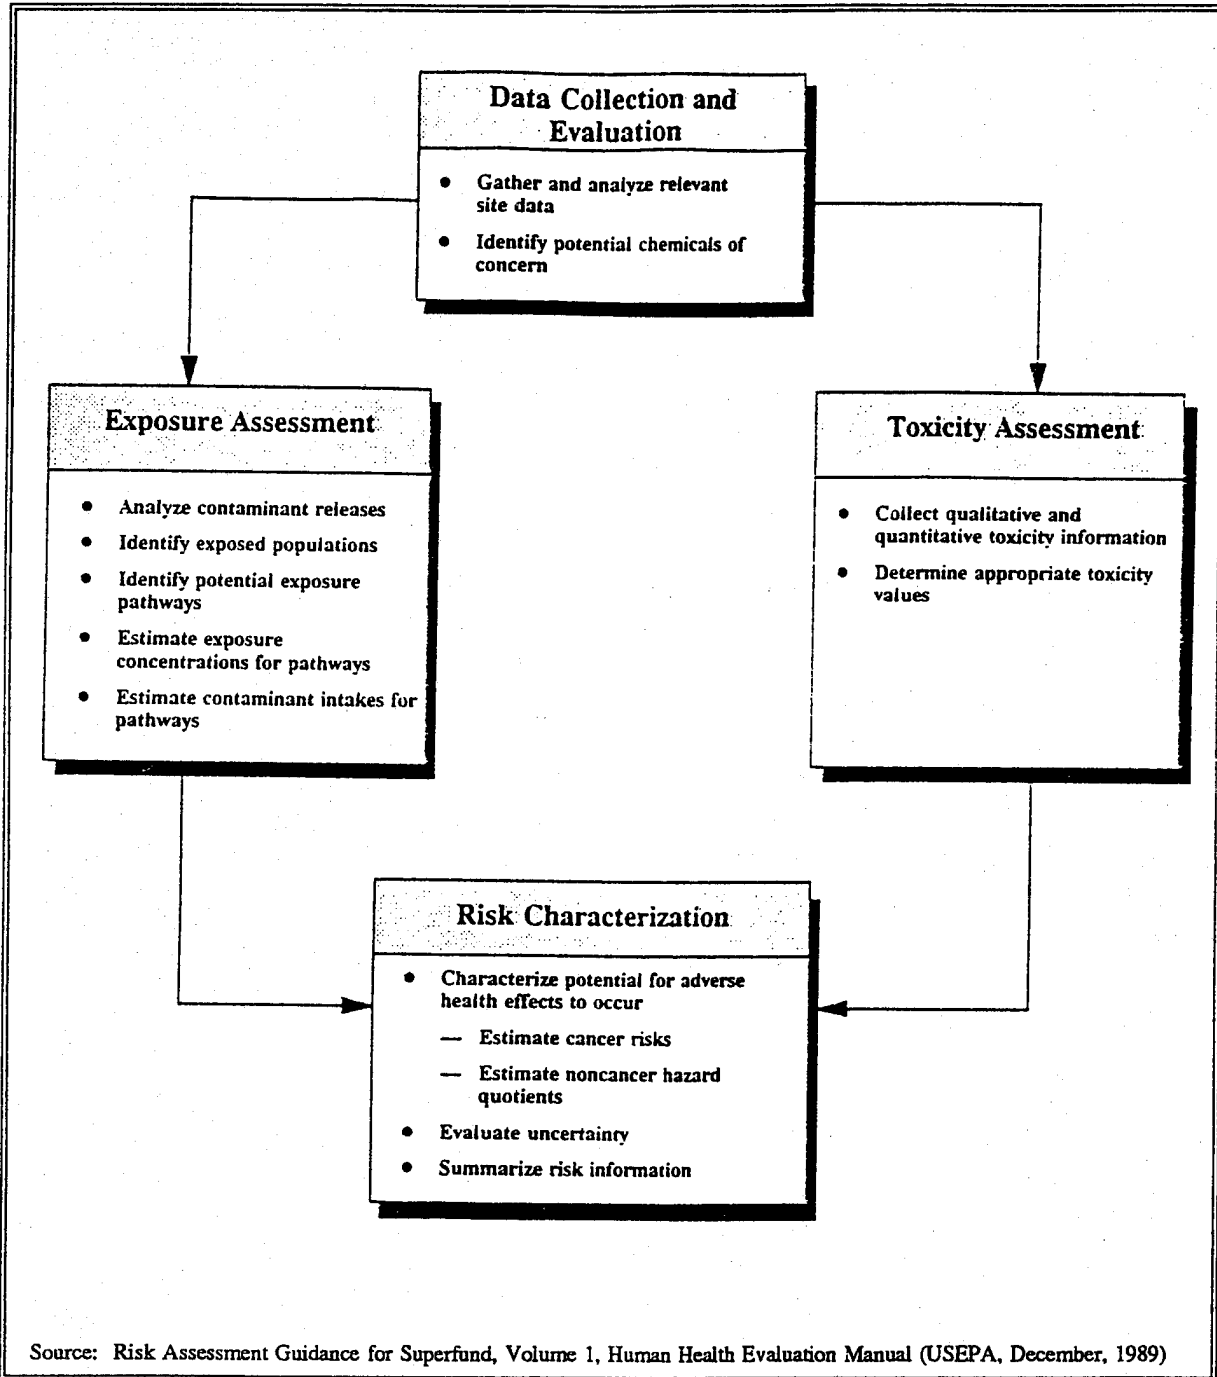 Data Collection and
Evaluation
● Gather and analyze relevant
site data
● Identify potential chemicals of
concern
Exposure Assessment
● Analyze contaminant releases
● Identify exposed populations
● Identify potential exposure
pathways
● Estimate exposure
concentrations for pathways
● Estimate contaminant intakes for
pathways
Toxicity Assessment
● Collect qualitative and
quantitative toxicity information
● Determine appropriate toxicity
values
Risk Characterization
● Characterize potential for adverse
health effects to occur
— Estimate cancer risks
— Estimate noncancer hazard
quotients
● Evaluate uncertainty
● Summarize risk information
Source: Risk Assessment Guidance for Superfund, Volume 1, Human Health Evaluation Manual (USEPA, December, 1989)